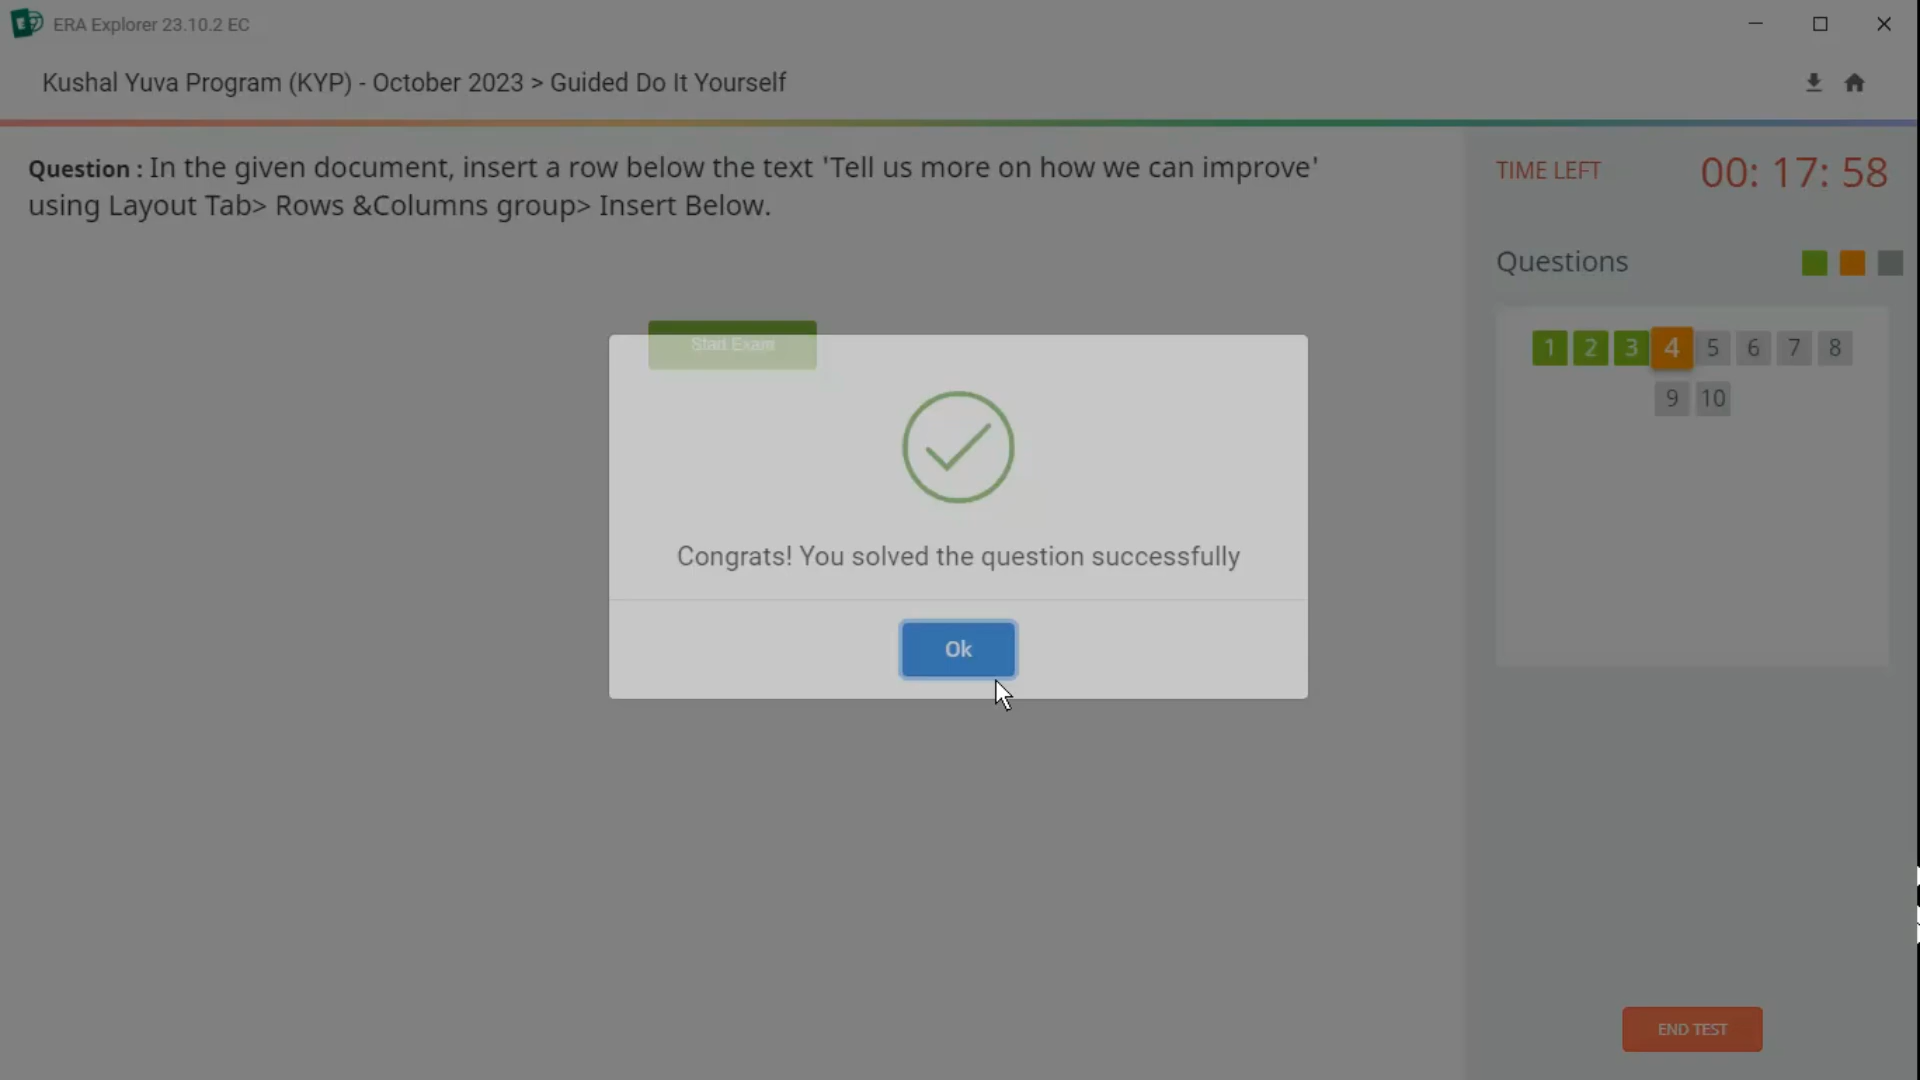 ERA Explorer 23.10.2 EC
Kushal Yuva Program (KYP) - October 2023 > Guided Do It Yourself
Question : In the given document, insert a row below the text 'Tell us more on how we can improve'
using Layout Tab> Rows &Columns group> Insert Below.
TIME LEFT 00: 17: 58
Questions
1 2 3 4 5 6 7 8
9 10
Start Exam
Congrats! You solved the question successfully
Ok
END TEST